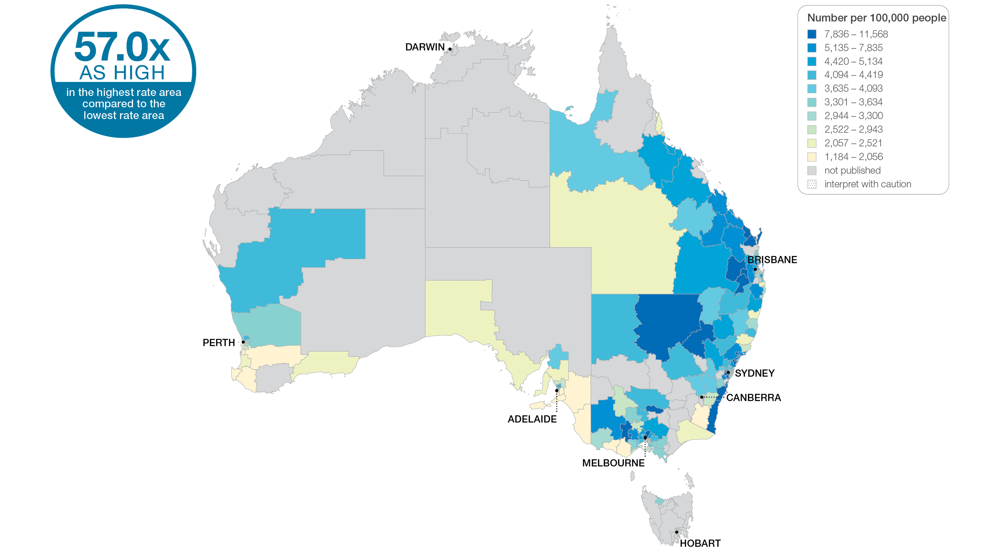 57.0x
AS HIGH
in the highest rate area
compared to the
lowest rate area
Number per 100,000 people
7,836 – 11,568
5,135 – 7,835
4,420 – 5,134
4,094 – 4,419
3,635 – 4,093
3,301 – 3,634
2,944 – 3,300
2,522 – 2,943
2,057 – 2,521
1,184 – 2,056
not published
interpret with caution
DARWIN
BRISBANE
PERTH
SYDNEY
CANBERRA
ADELAIDE
MELBOURNE
HOBART